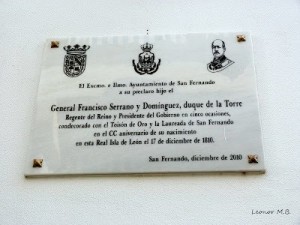 El Excmo. e Ilmo. Ayuntamiento de San Fernando
a su preclaro hijo el
General Francisco Serrano y Domínguez, duque de la Torre
Regente del Reino y Presidente del Gobierno en cinco ocasiones,
condecorado con el Toisón de Oro y la Laureada de San Fernando
en el CC aniversario de su nacimiento
en esta Real Isla de León el 17 de diciembre de 1810.
San Fernando, diciembre de 2010
Leonor M.B.